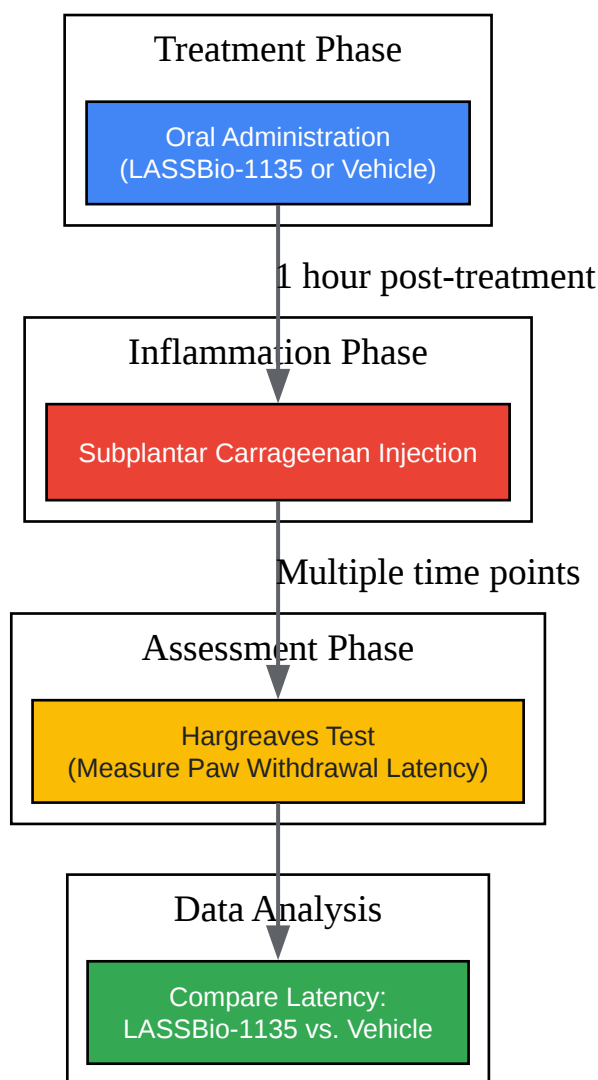 Treatment Phase
Oral Administration
(LASSBio-1135 or Vehicle)
1 hour post-treatment
Inflammation Phase
Subplantar Carrageenan Injection
Multiple time points
Assessment Phase
Hargreaves Test
(Measure Paw Withdrawal Latency)
Data Analysis
Compare Latency:
LASSBio-1135 vs. Vehicle